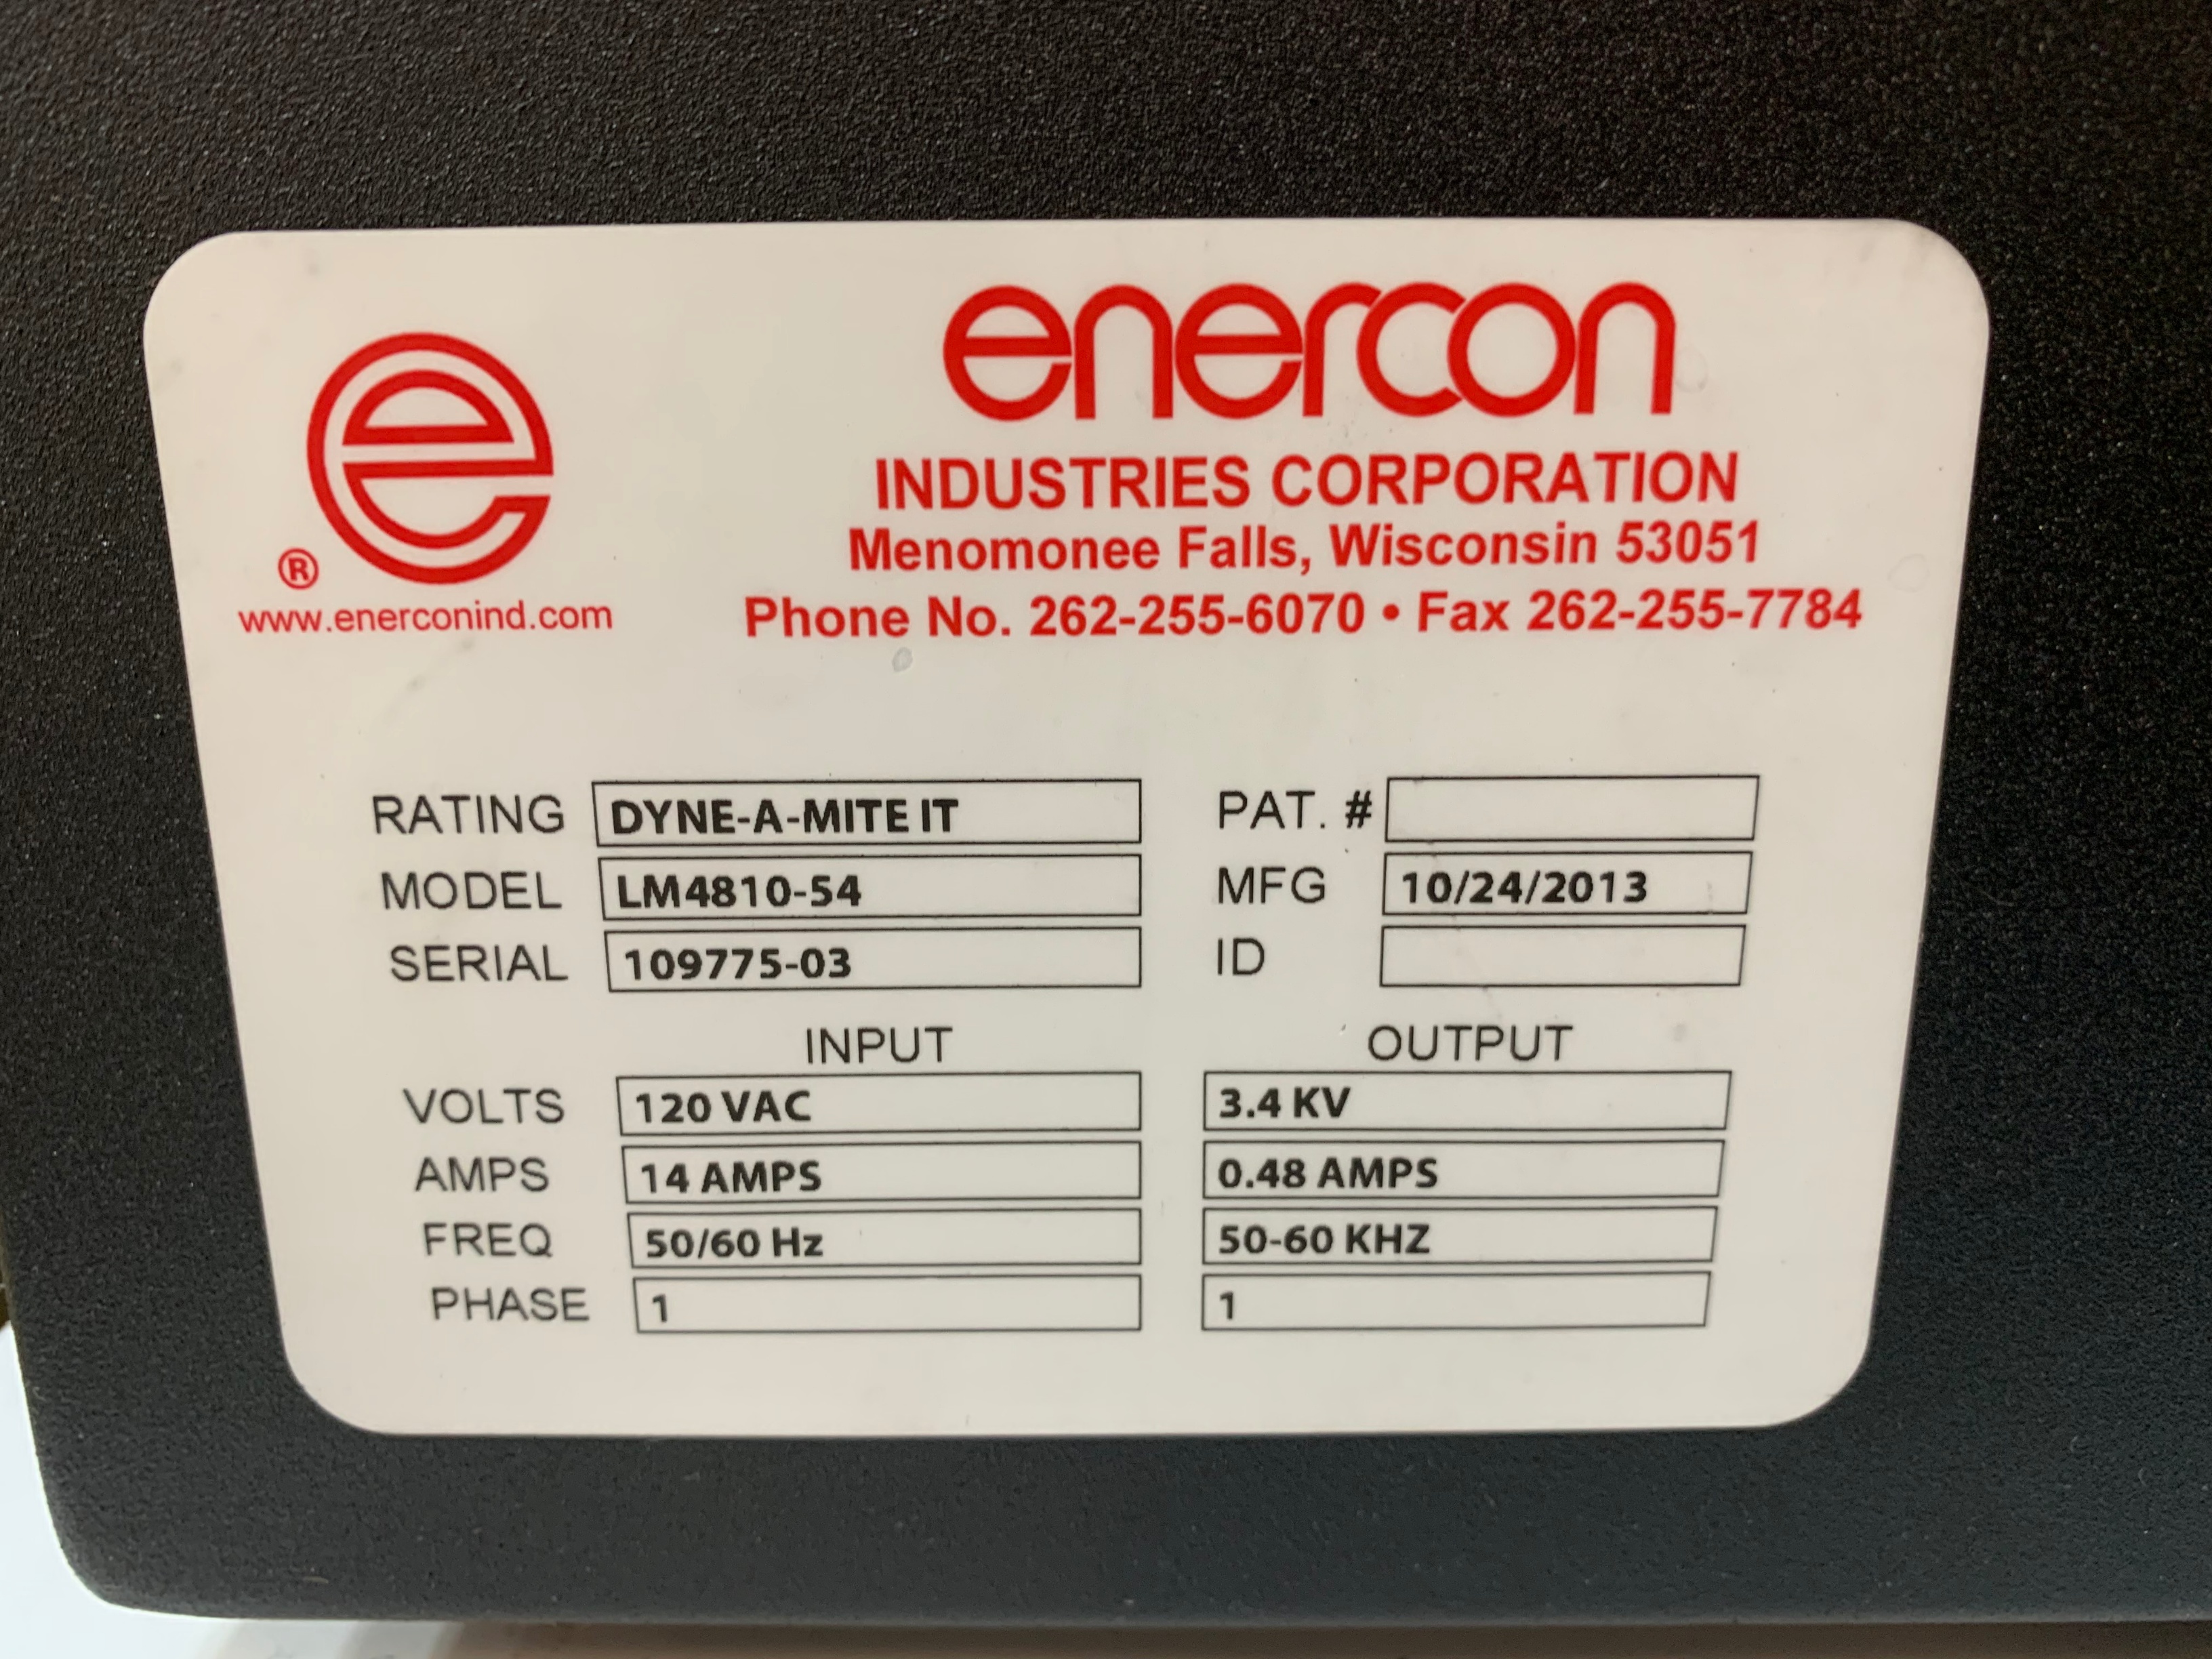 e
®
www.enerconind.com
enercon
INDUSTRIES CORPORATION
Menomonee Falls, Wisconsin 53051
Phone No. 262-255-6070 • Fax 262-255-7784
RATING DYNE-A-MITE IT PAT. #
MODEL LM4810-54 MFG 10/24/2013
SERIAL 109775-03 ID
INPUT OUTPUT
VOLTS 120 VAC 3.4 KV
AMPS 14 AMPS 0.48 AMPS
FREQ 50/60 Hz 50-60 KHZ
PHASE 1 1